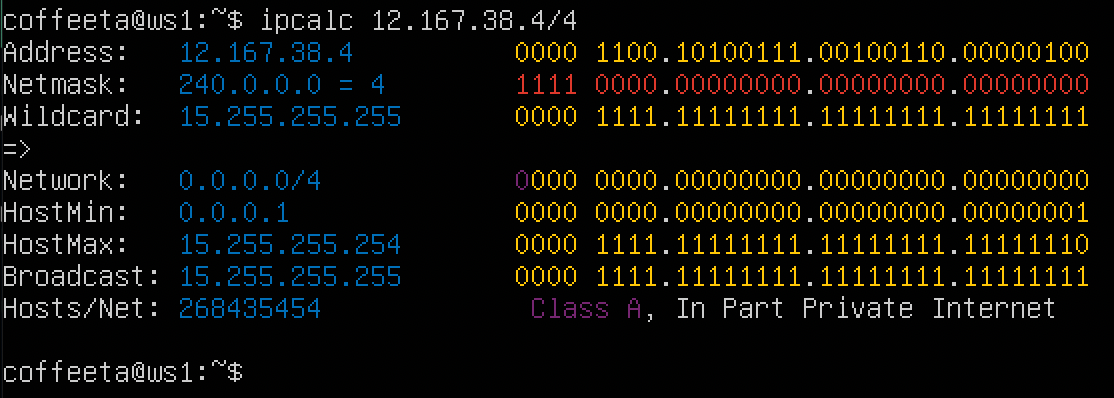 coffeeta@ws1:~$ ipcalc 12.167.38.4/4
Address:   12.167.38.4          0000 1100.10100111.00100110.00000100
Netmask:   240.0.0.0 = 4        1111 0000.00000000.00000000.00000000
Wildcard:  15.255.255.255       0000 1111.11111111.11111111.11111111
=>
Network:   0.0.0.0/4            0000 0000.00000000.00000000.00000000
HostMin:   0.0.0.1              0000 0000.00000000.00000000.00000001
HostMax:   15.255.255.254       0000 1111.11111111.11111111.11111110
Broadcast: 15.255.255.255       0000 1111.11111111.11111111.11111111
Hosts/Net: 268435454             Class A, In Part Private Internet
coffeeta@ws1:~$